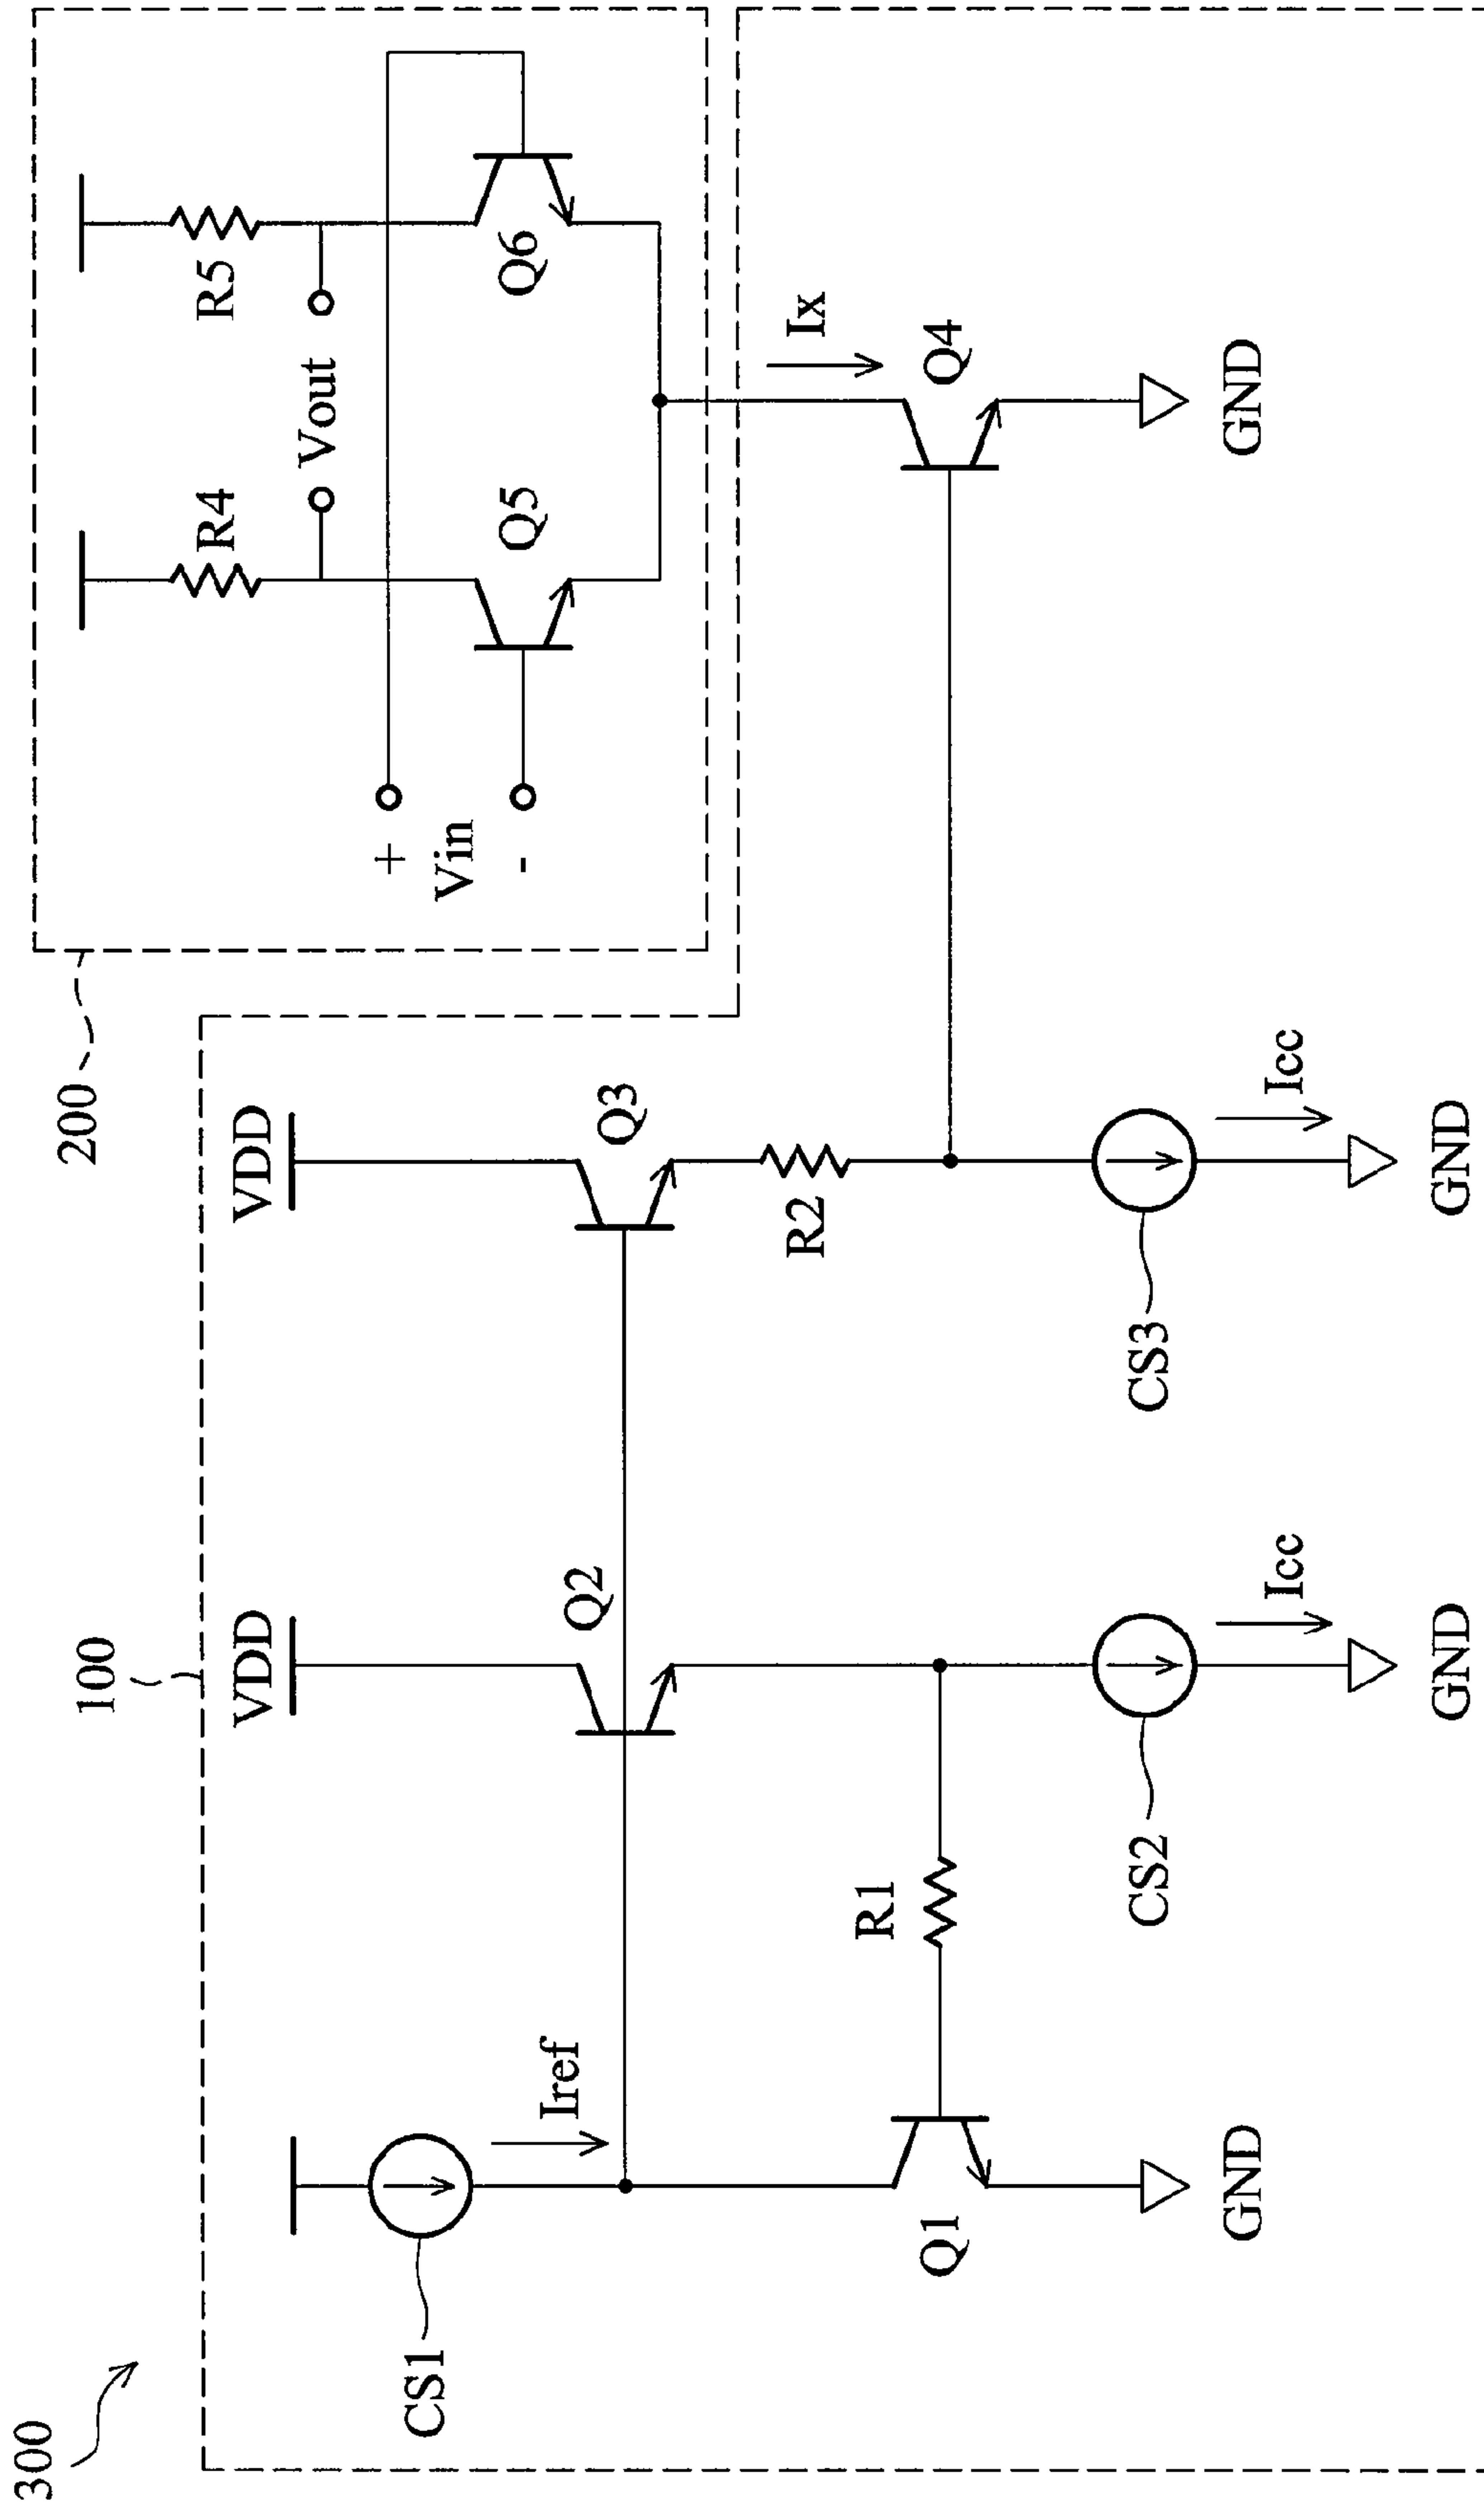 300
100
200
VDD
VDD
CS1
Iref
Q1
GND
R1
Q2
CS2
Icc
GND
Q3
R2
CS3
Icc
GND
+
Vin
-
R4
Vout
R5
Q5
Q6
Ix
Q4
GND